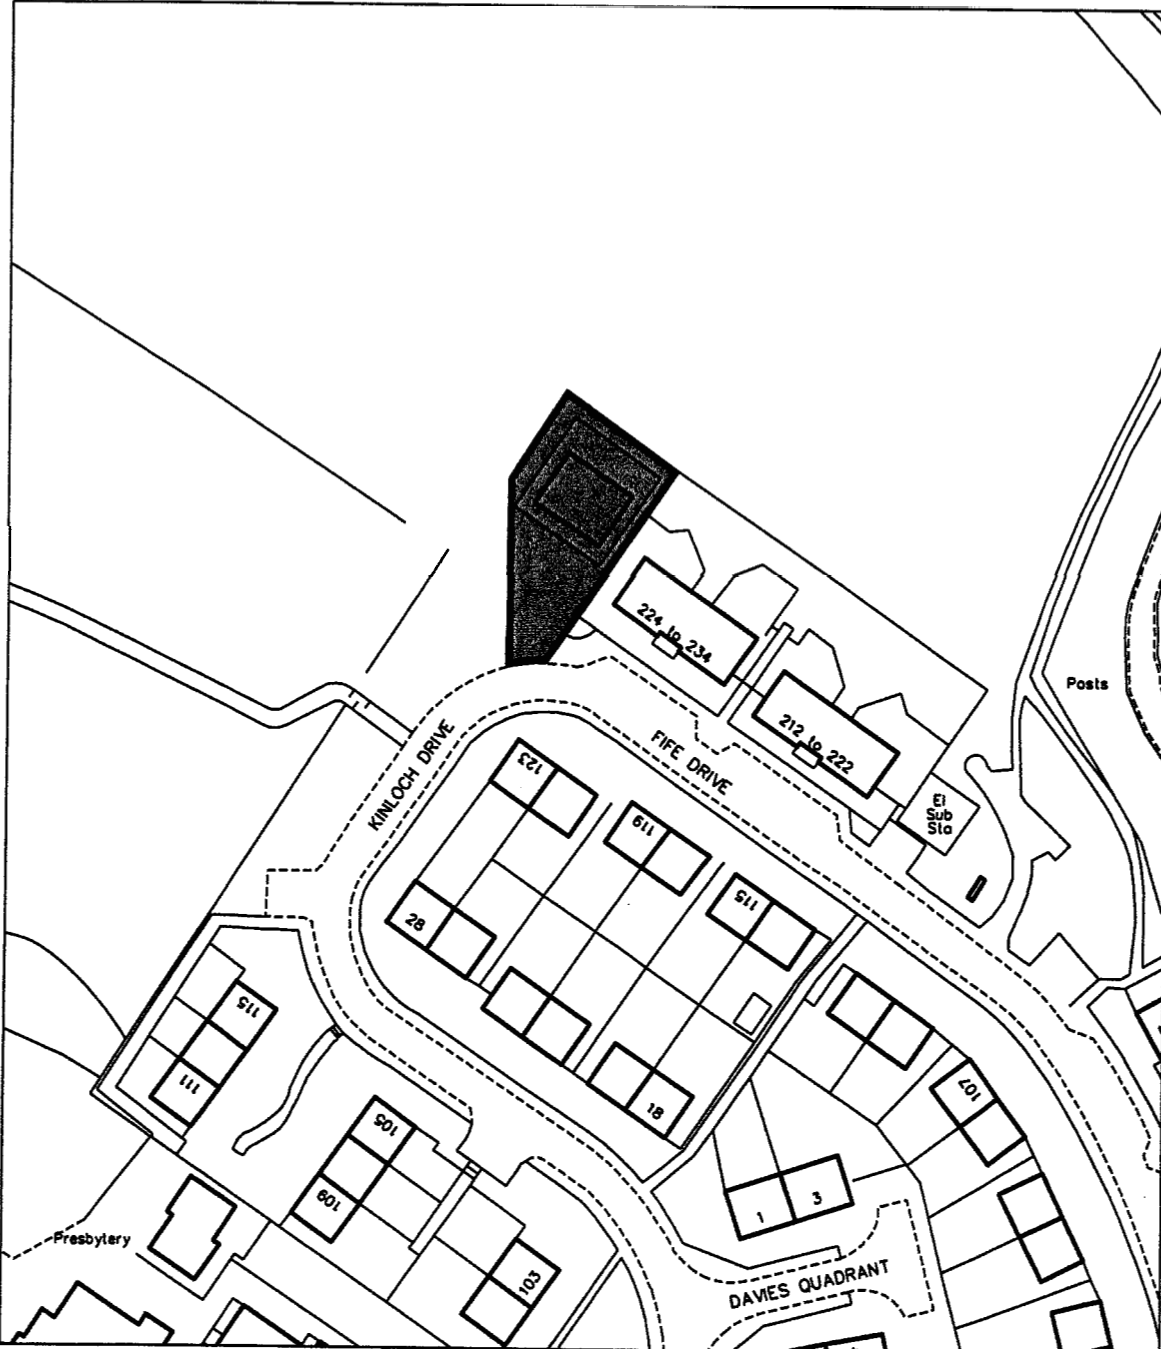 224 to 234
Posts
212 to 222
FIFE DRIVE
KINLOCH DRIVE
123
El
Sub
Sta
119
115
28
115
111
18
107
105
109
1
3
Presbytery
103
DAVIES QUADRANT